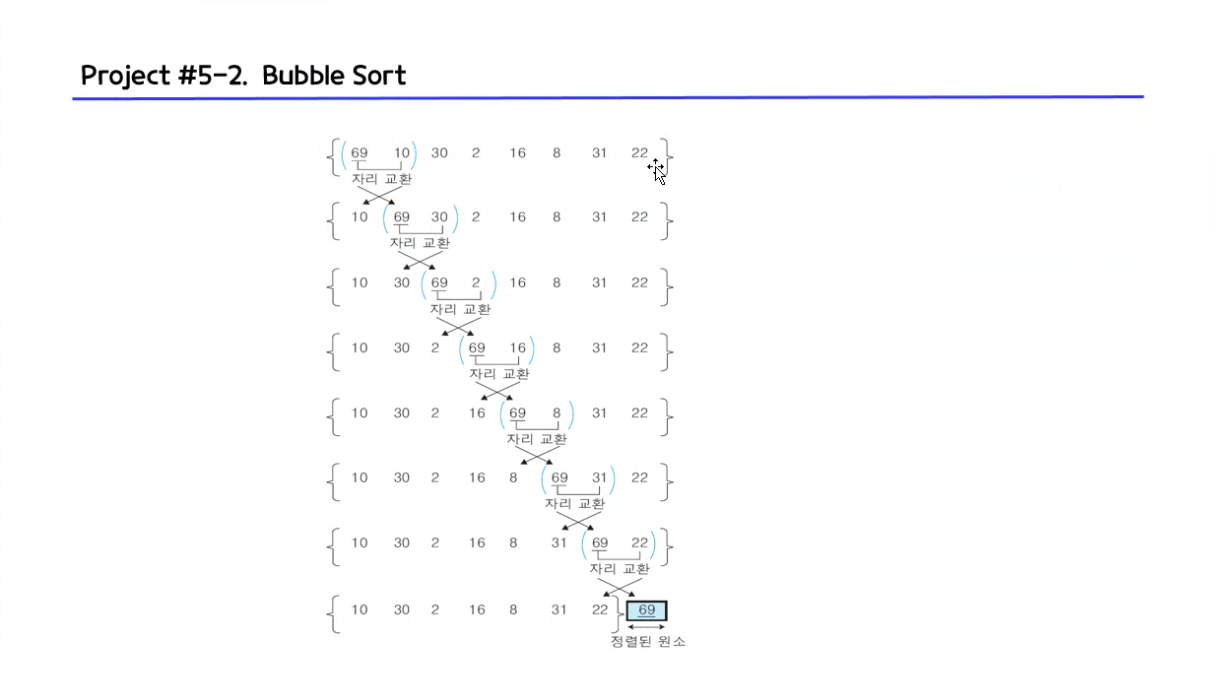 Project #5-2. Bubble Sort
{ ( 69 10 ) 30 2 16 8 31 22 }
자리 교환
{ 10 ( 69 30 ) 2 16 8 31 22 }
자리 교환
{ 10 30 ( 69 2 ) 16 8 31 22 }
자리 교환
{ 10 30 2 ( 69 16 ) 8 31 22 }
자리 교환
{ 10 30 2 16 ( 69 8 ) 31 22 }
자리 교환
{ 10 30 2 16 8 ( 69 31 ) 22 }
자리 교환
{ 10 30 2 16 8 31 ( 69 22 ) }
자리 교환
{ 10 30 2 16 8 31 22 } 69
정렬된 원소